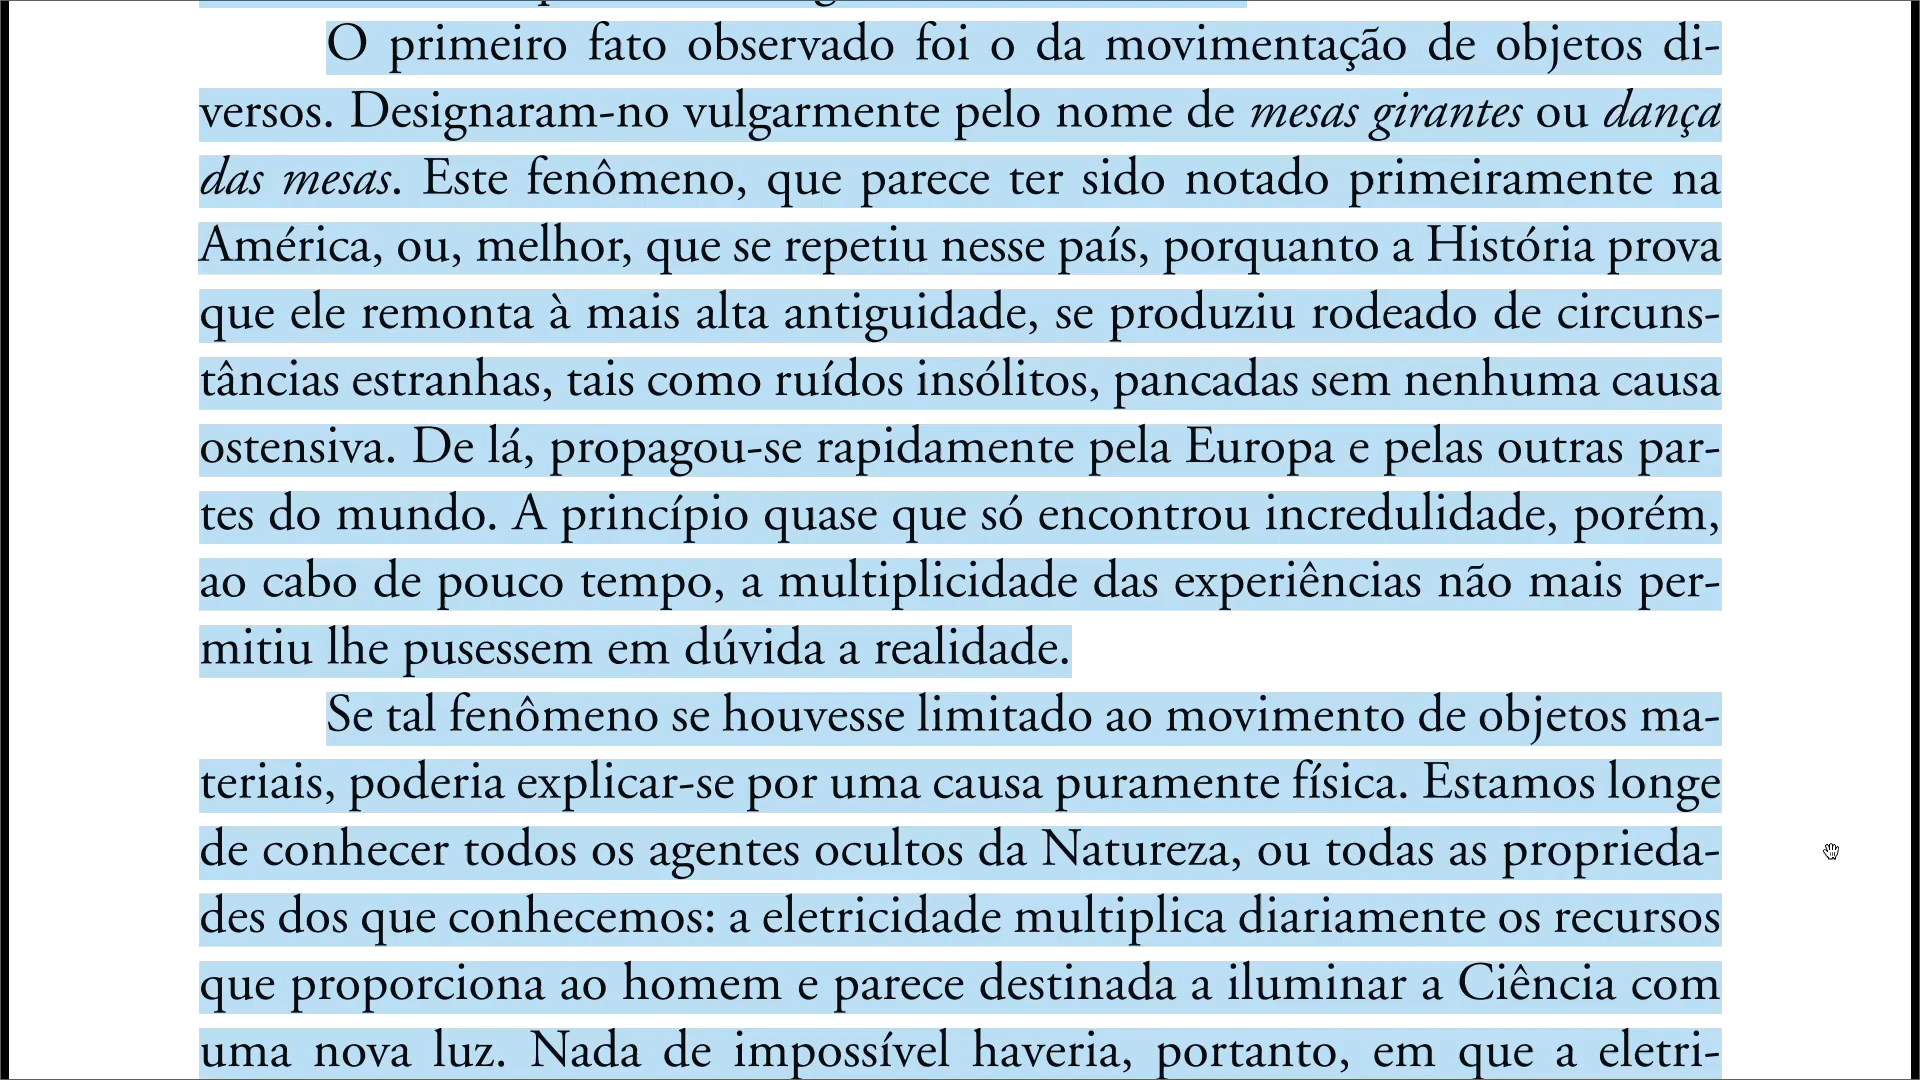 O primeiro fato observado foi o da movimentação de objetos di-
versos. Designaram-no vulgarmente pelo nome de mesas girantes ou dança
das mesas. Este fenômeno, que parece ter sido notado primeiramente na
América, ou, melhor, que se repetiu nesse país, porquanto a História prova
que ele remonta à mais alta antiguidade, se produziu rodeado de circuns-
tâncias estranhas, tais como ruídos insólitos, pancadas sem nenhuma causa
ostensiva. De lá, propagou-se rapidamente pela Europa e pelas outras par-
tes do mundo. A princípio quase que só encontrou incredulidade, porém,
ao cabo de pouco tempo, a multiplicidade das experiências não mais per-
mitiu lhe pusessem em dúvida a realidade.
Se tal fenômeno se houvesse limitado ao movimento de objetos ma-
teriais, poderia explicar-se por uma causa puramente física. Estamos longe
de conhecer todos os agentes ocultos da Natureza, ou todas as proprieda-
des dos que conhecemos: a eletricidade multiplica diariamente os recursos
que proporciona ao homem e parece destinada a iluminar a Ciência com
uma nova luz. Nada de impossível haveria, portanto, em que a eletri-